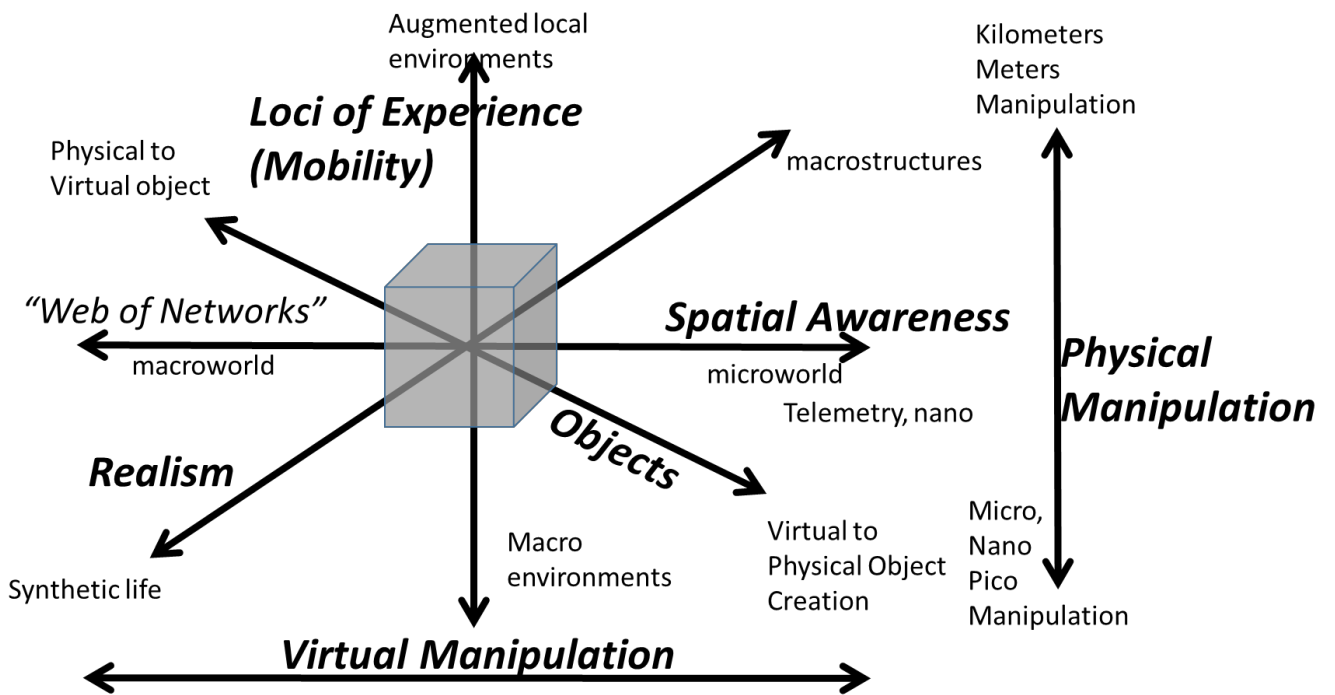 Augmented local
environments
Kilometers
Meters
Manipulation
Loci of Experience
(Mobility)
Physical to
Virtual object
macrostructures
“Web of Networks”
macroworld
Spatial Awareness
microworld
Telemetry, nano
Physical
Manipulation
Objects
Realism
Synthetic life
Macro
environments
Virtual to
Physical Object
Creation
Micro,
Nano
Pico
Manipulation
Virtual Manipulation